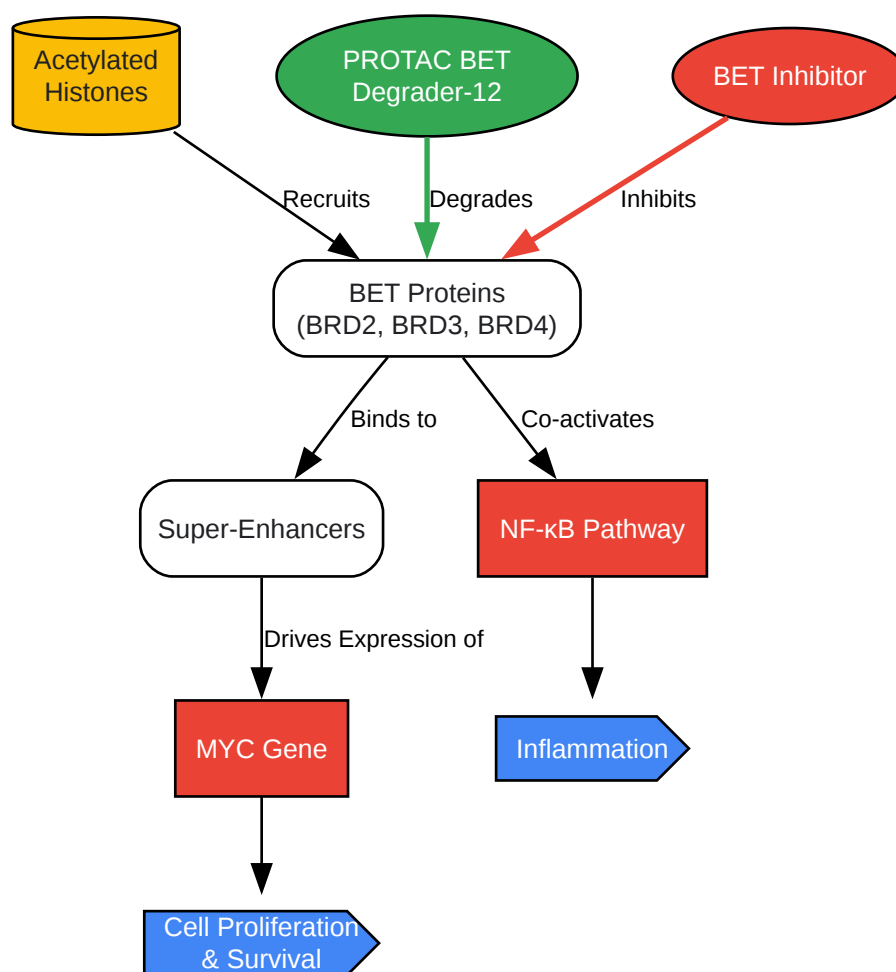 Acetylated
Histones
PROTAC BET
Degrader-12
BET Inhibitor
Recruits
Degrades
Inhibits
BET Proteins
(BRD2, BRD3, BRD4)
Binds to
Co-activates
Super-Enhancers
NF-κB Pathway
Drives Expression of
MYC Gene
Inflammation
Cell Proliferation
& Survival